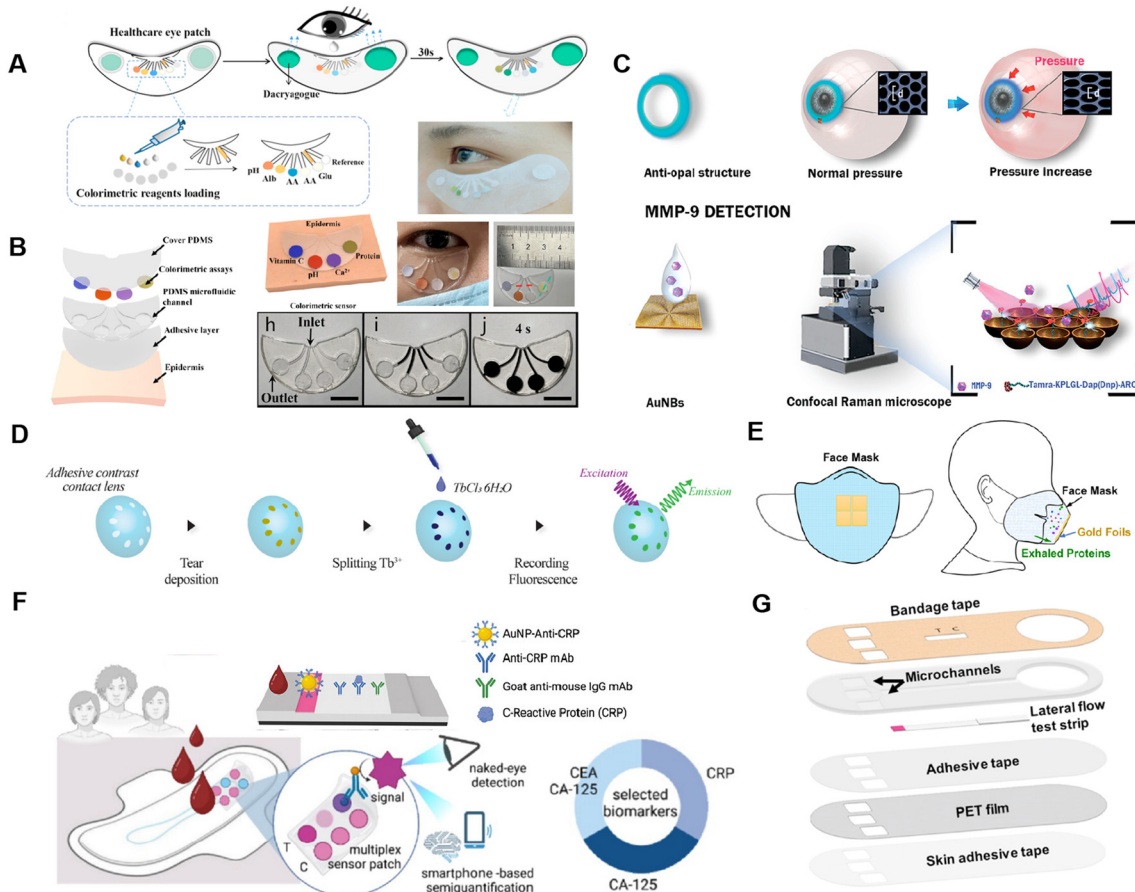 A
Healthcare eye patch
Dacryagogue
30s
Colorimetric reagents loading
pH
Alb
AA
AA
Glu
Reference
B
Cover PDMS
Colorimetric assays
PDMS microfluidic
channel
Adhesive layer
Epidermis
Epidermis
Vitamin C
pH
Ca²⁺
Protein
Colorimetric sensor
1 2 3 4
h
Inlet
Outlet
i
j
4 s
C
Anti-opal structure
d
Normal pressure
Pressure
d
Pressure increase
MMP-9 DETECTION
AuNBs
Confocal Raman microscope
MMP-9
Tamra-KPLGL-Dap(Dnp)-ARC
D
Adhesive contrast
contact lens
Tear
deposition
Splitting Tb³⁺
TbCl₃ 6H₂O
Recording
Fluorescence
Excitation
Emission
E
Face Mask
Face Mask
Gold Foils
Exhaled Proteins
F
AuNP-Anti-CRP
Anti-CRP mAb
Goat anti-mouse IgG mAb
C-Reactive Protein (CRP)
T
C
signal
multiplex
sensor patch
naked-eye
detection
smartphone -based
semiquantification
CEA
CA-125
CRP
selected
biomarkers
CA-125
G
Bandage tape
T C
Microchannels
Lateral flow
test strip
Adhesive tape
PET film
Skin adhesive tape